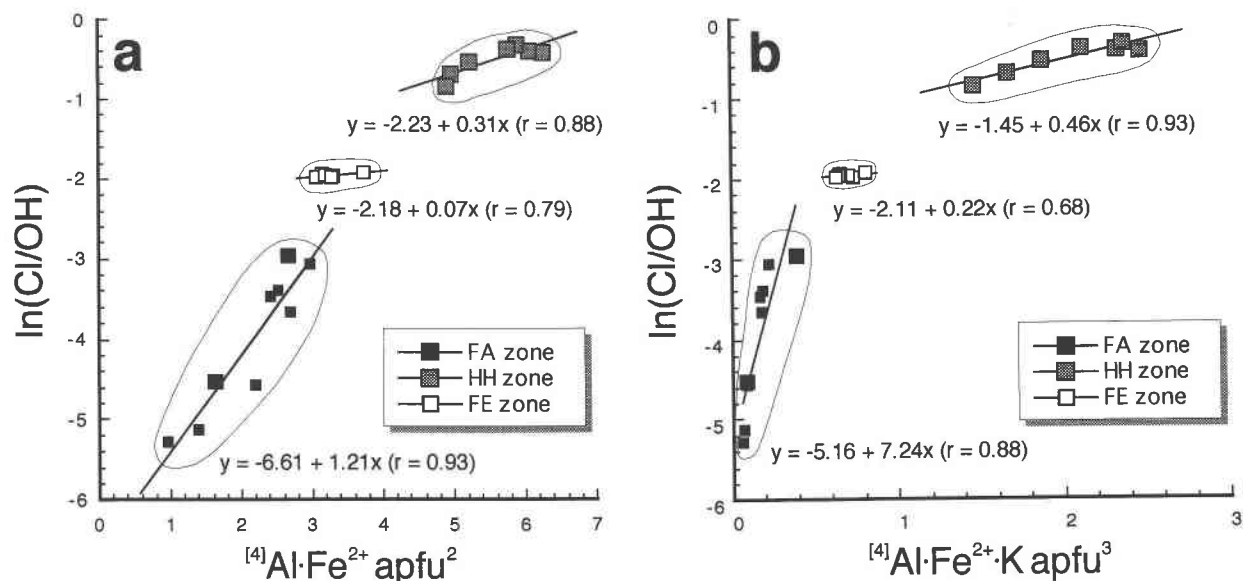 a
0
-1
-2
-3
-4
-5
-6
ln(Cl/OH)
y = -2.23 + 0.31x (r = 0.88)
y = -2.18 + 0.07x (r = 0.79)
y = -6.61 + 1.21x (r = 0.93)
FA zone
HH zone
FE zone
0 1 2 3 4 5 6 7
[4]Al·Fe2+ apfu2
b
0
-1
-2
-3
-4
-5
-6
ln(Cl/OH)
y = -1.45 + 0.46x (r = 0.93)
y = -2.11 + 0.22x (r = 0.68)
y = -5.16 + 7.24x (r = 0.88)
FA zone
HH zone
FE zone
0 1 2 3
[4]Al·Fe2+·K apfu3